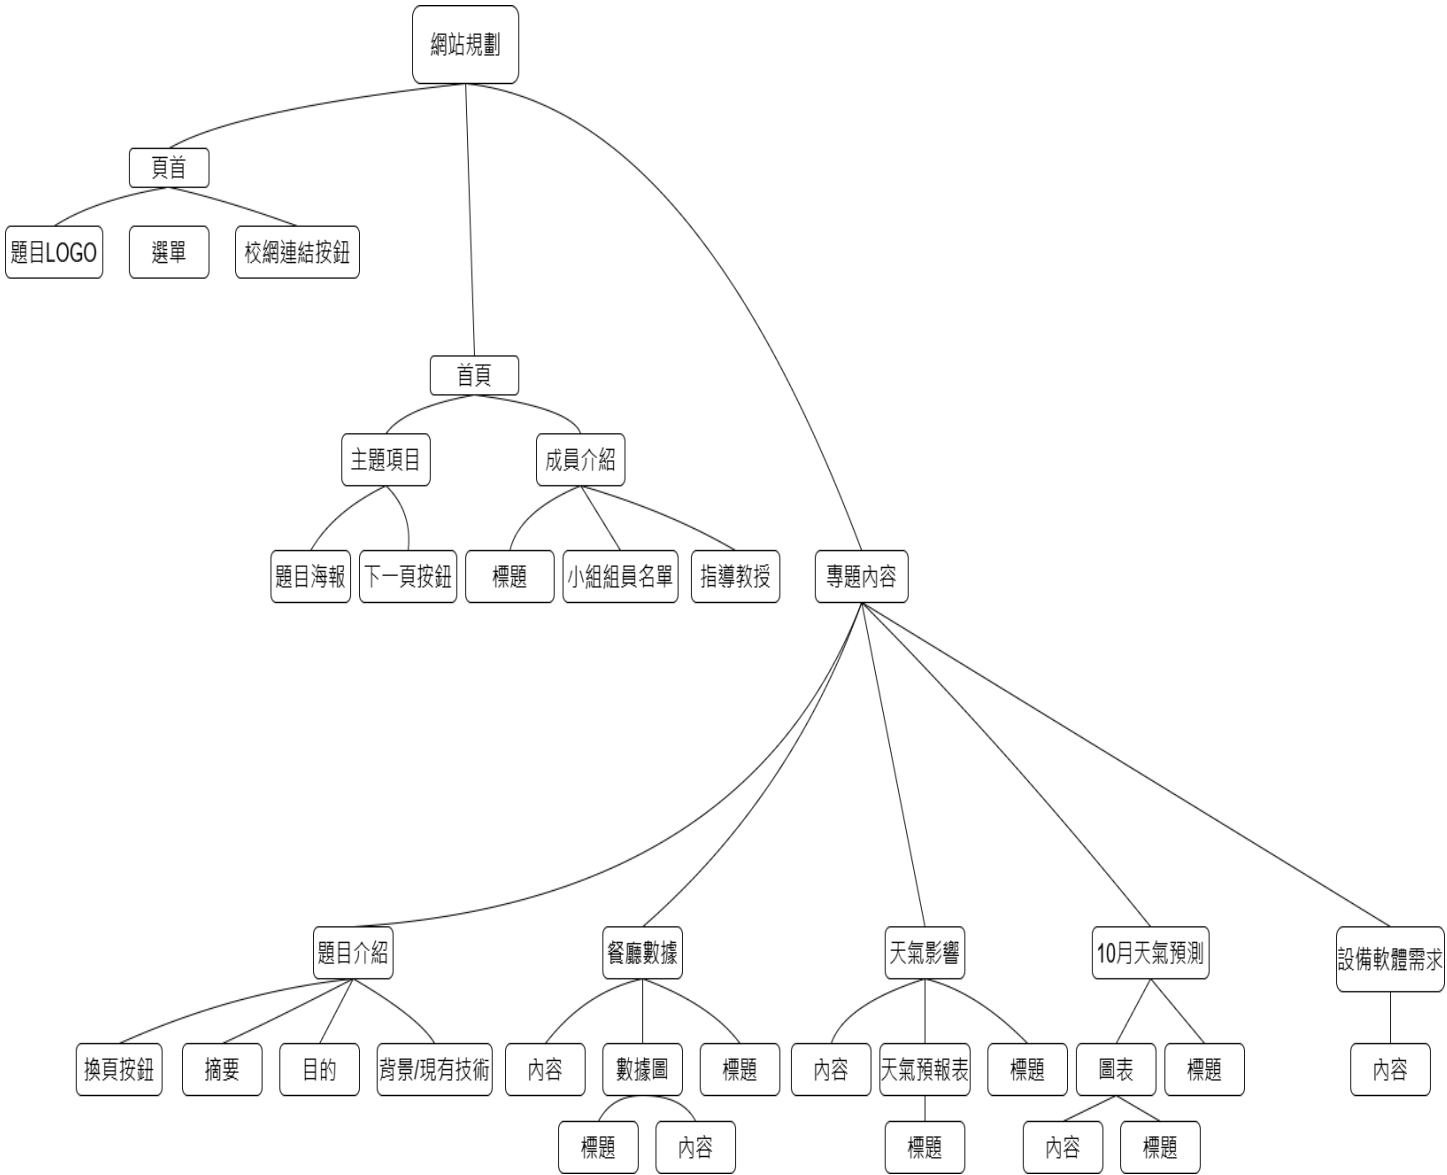 網站規劃
頁首
題目LOGO
選單
校網連結按鈕
首頁
主題項目
成員介紹
題目海報
下一頁按鈕
標題
小組組員名單
指導教授
專題內容
題目介紹
餐廳數據
天氣影響
10月天氣預測
設備軟體需求
換頁按鈕
摘要
目的
背景/現有技術
內容
數據圖
標題
內容
天氣預報表
標題
圖表
標題
內容
標題
內容
標題
內容
標題